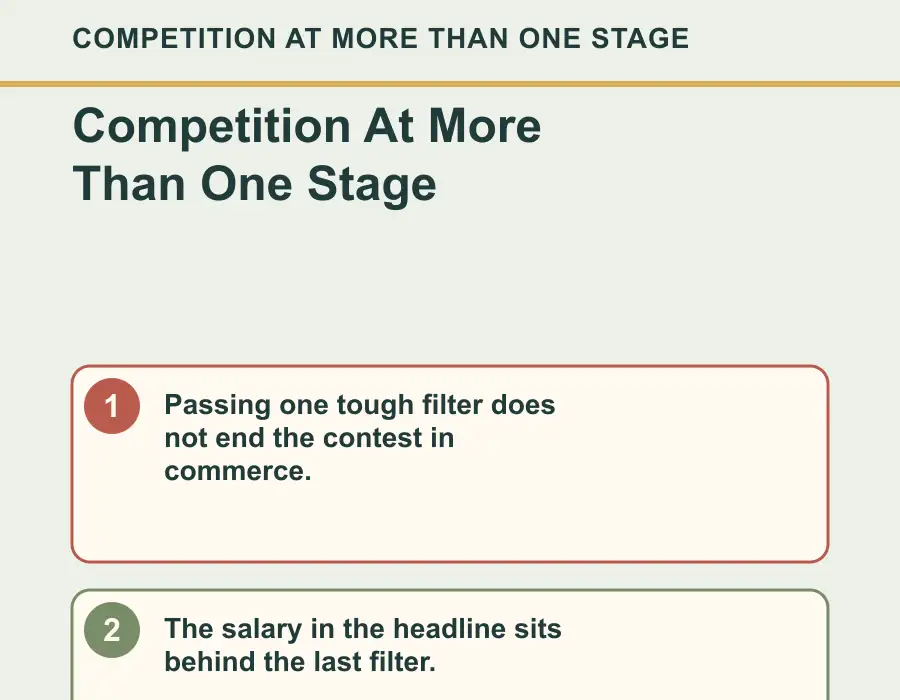 COMPETITION AT MORE THAN ONE STAGE
Competition At More
Than One Stage
1
Passing one tough filter does
not end the contest in
commerce.
2
The salary in the headline sits
behind the last filter.